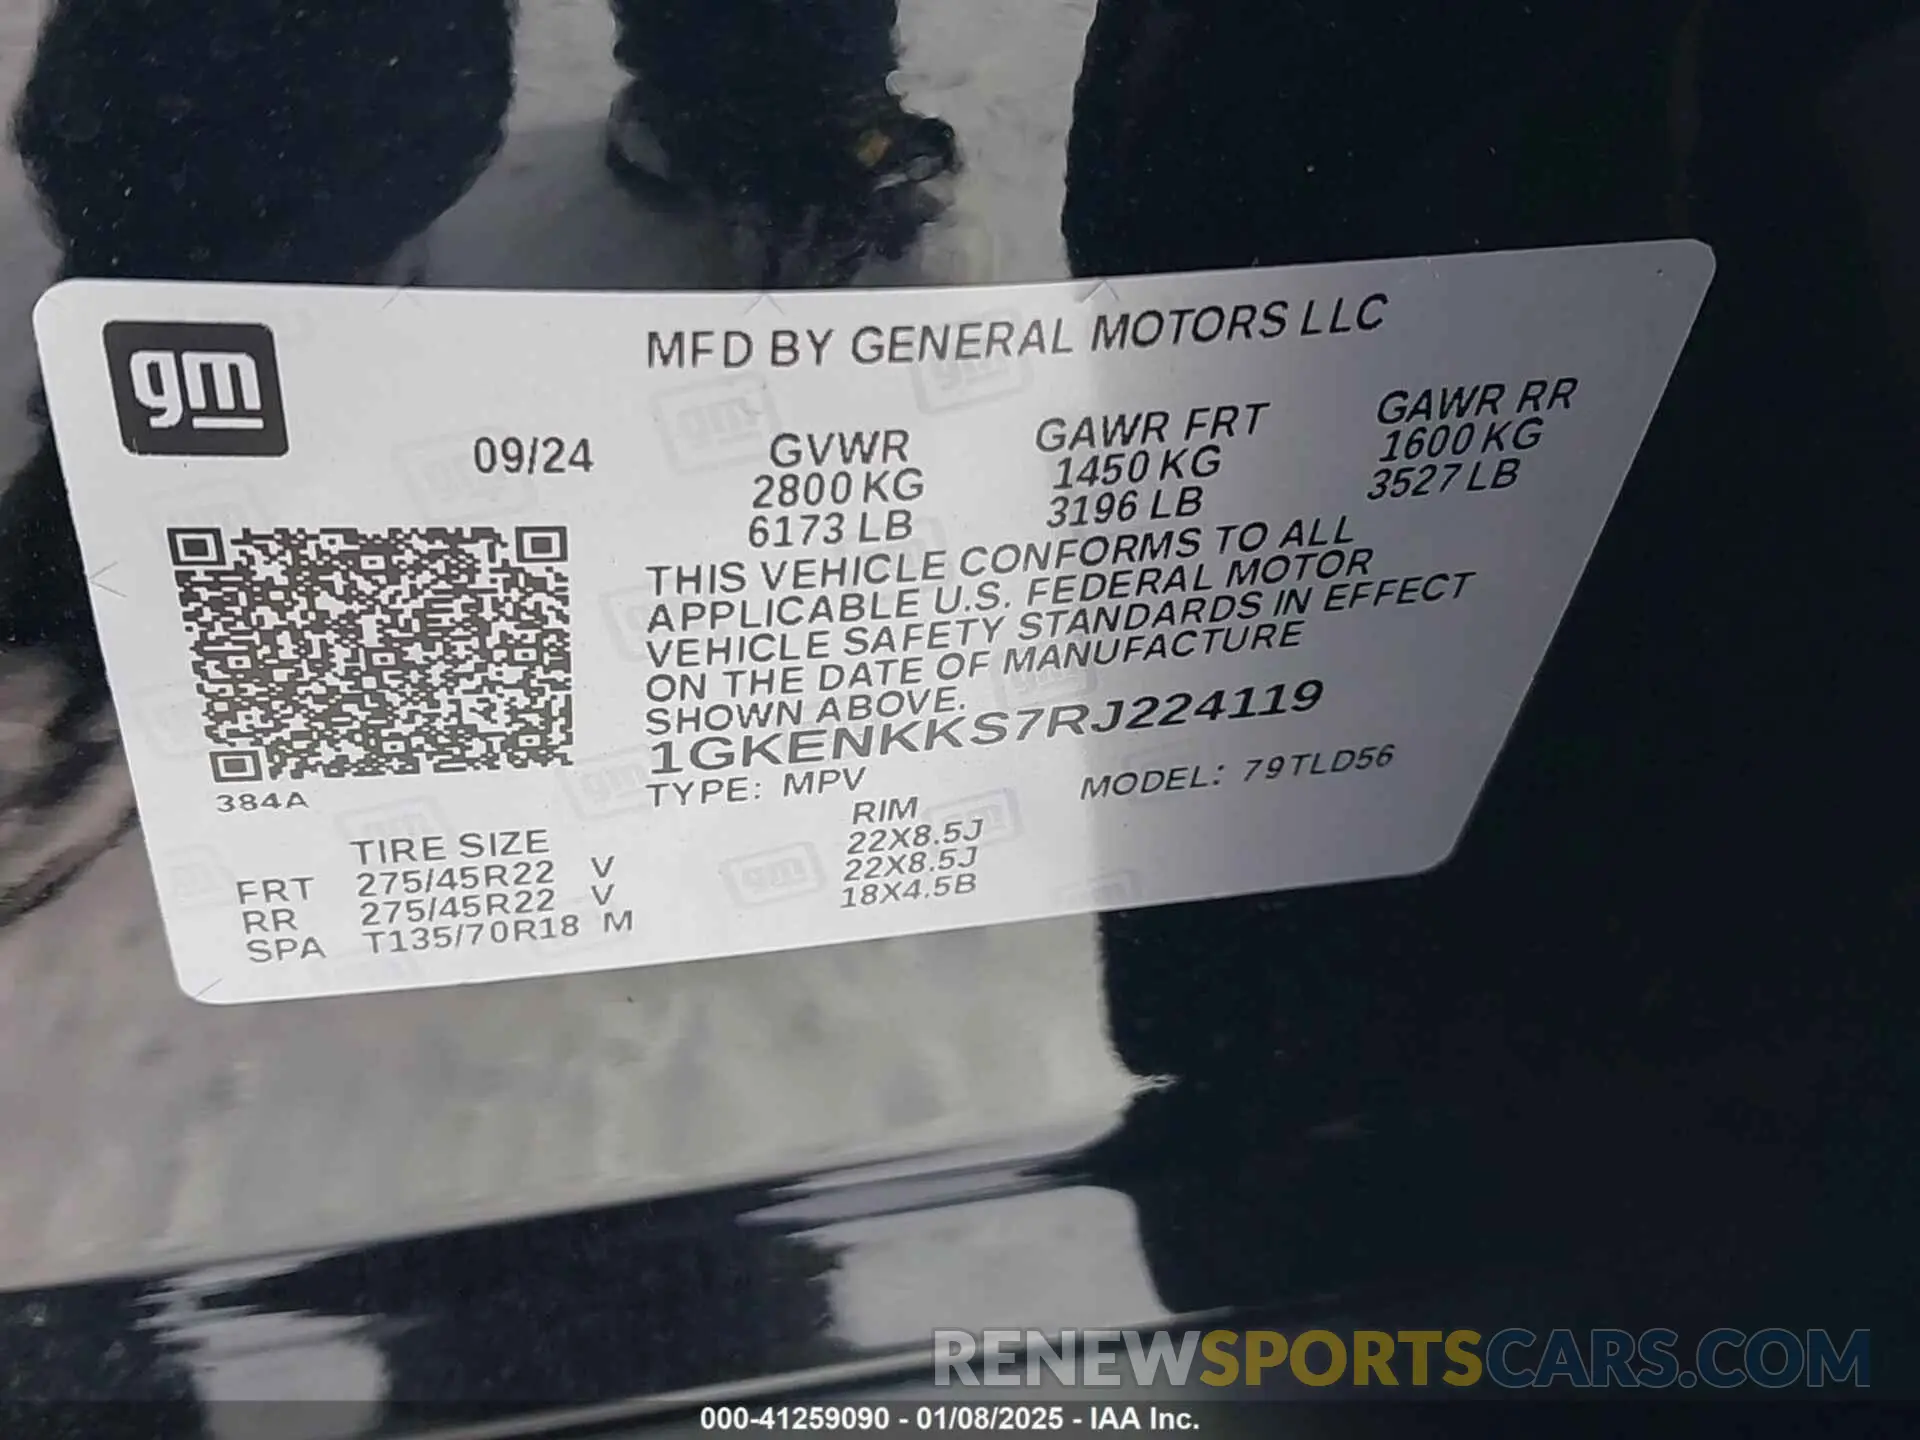 gm
MFD BY GENERAL MOTORS LLC
09/24
GVWR
2800 KG
6173 LB
GAWR FRT
1450 KG
3196 LB
GAWR RR
1600 KG
3527 LB
THIS VEHICLE CONFORMS TO ALL
APPLICABLE U.S. FEDERAL MOTOR
VEHICLE SAFETY STANDARDS IN EFFECT
ON THE DATE OF MANUFACTURE
SHOWN ABOVE.
1GKENKKS7RJ224119
TYPE: MPV
MODEL: 79TLD56
384A
TIRE SIZE
RIM
FRT 275/45R22 V 22X8.5J
RR 275/45R22 V 22X8.5J
SPA T135/70R18 M 18X4.5B
RENEWSPORTSCARS.COM
000-41259090 - 01/08/2025 - IAA Inc.